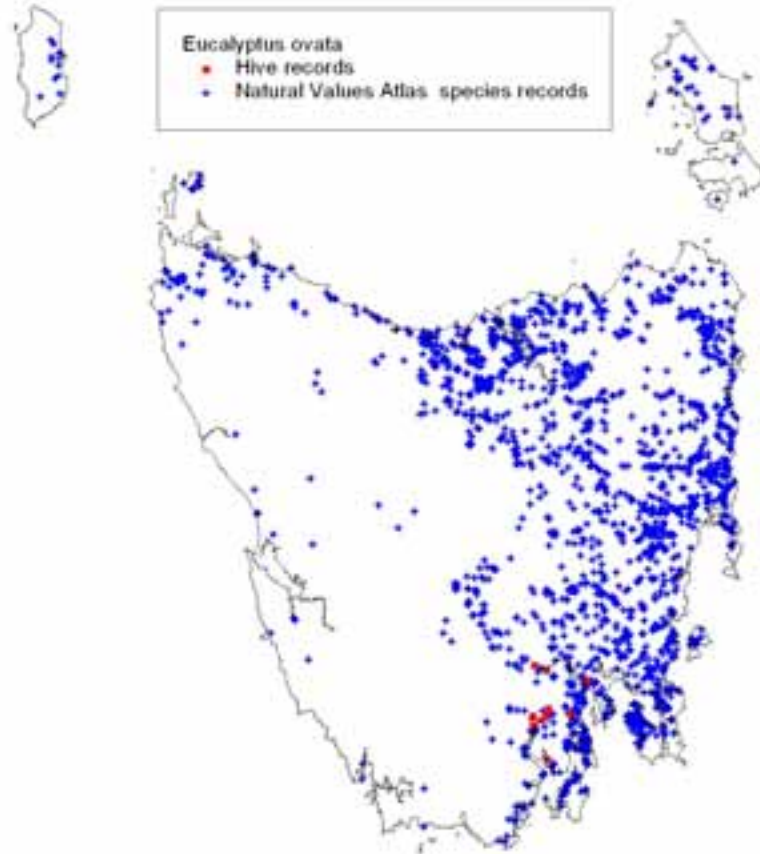 Eucalyptus ovata
Hive records
Natural Values Atlas species records